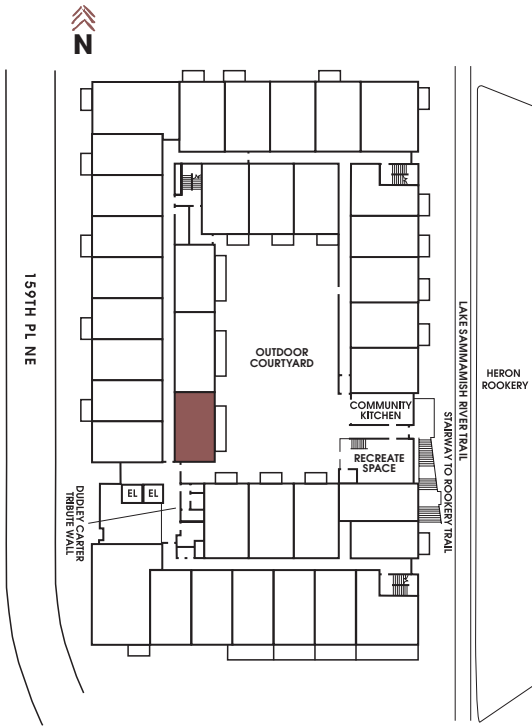 N
159TH PL NE
OUTDOOR
COURTYARD
LAKE SAMMAMISH RIVER TRAIL
HERON
ROOKERY
COMMUNITY
KITCHEN
STAIRWAY TO ROOKERY TRAIL
RECREATE
SPACE
EL EL
DUDLEY CARTER
TRIBUTE WALL